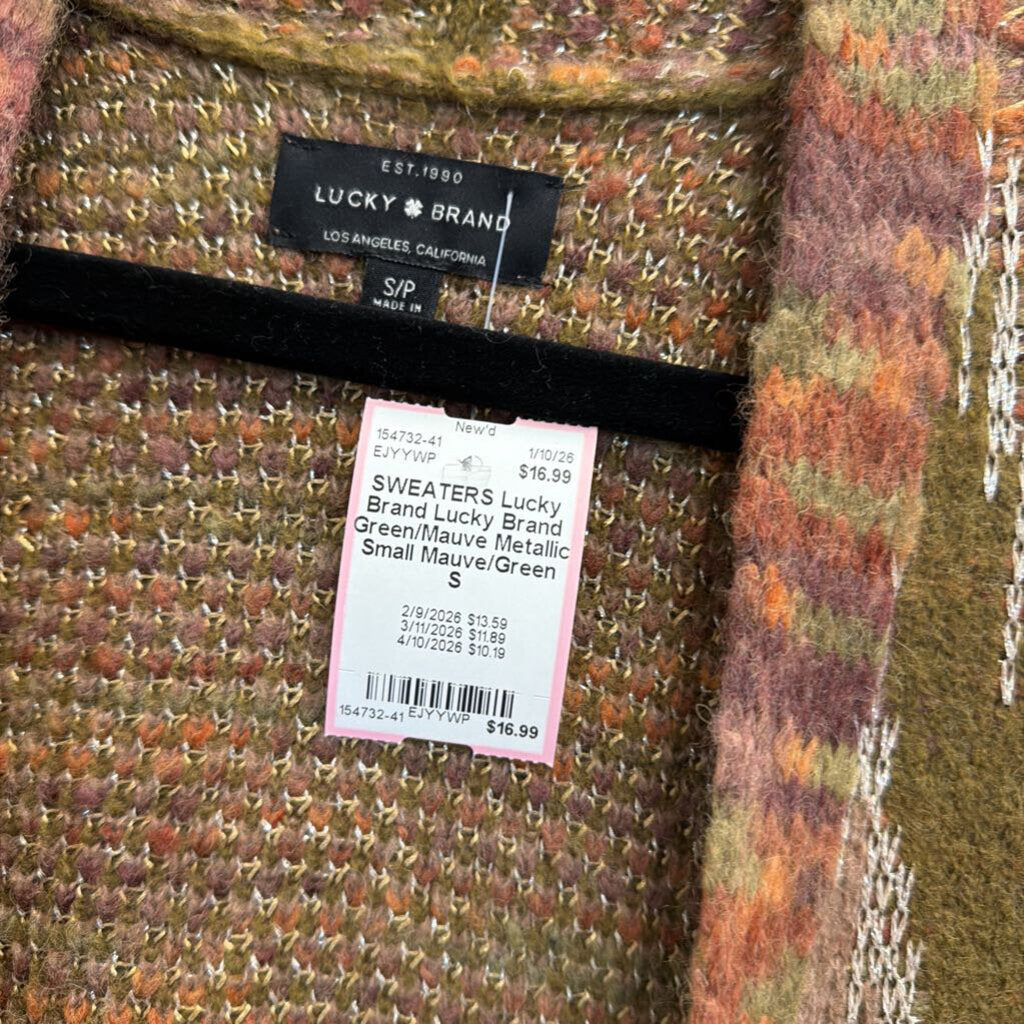 EST.1990
LUCKY BRAND
LOS ANGELES, CALIFORNIA
S/P
MADE IN
New'd
154732-41
1/10/26
EJYYWP
$16.99
SWEATERS Lucky
Brand Lucky Brand
Green/Mauve Metallic
Small Mauve/Green
S
2/9/2026 $13.59
3/11/2026 $11.89
4/10/2026 $10.19
154732-41 EJYYWP $16.99